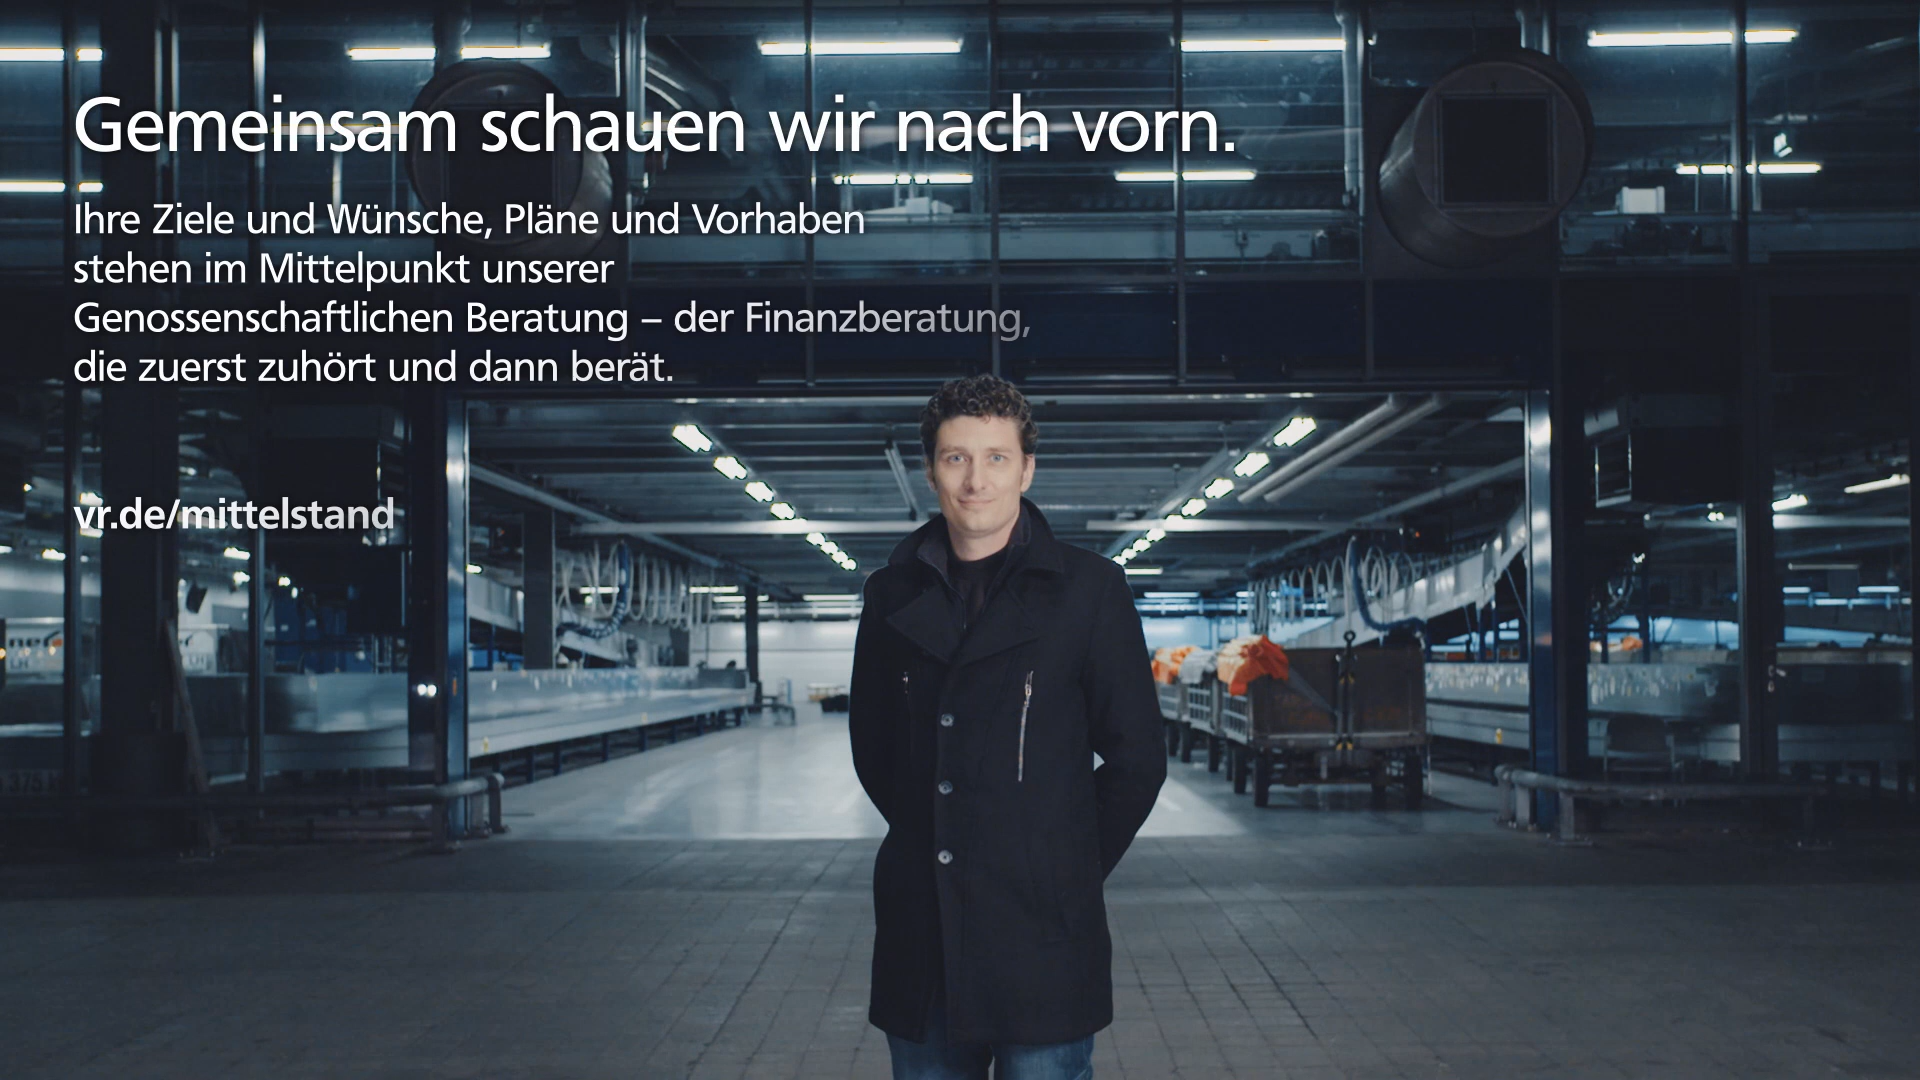 Gemeinsam schauen wir nach vorn.
Ihre Ziele und Wünsche, Pläne und Vorhaben
stehen im Mittelpunkt unserer
Genossenschaftlichen Beratung – der Finanzberatung,
die zuerst zuhört und dann berät.
vr.de/mittelstand
375